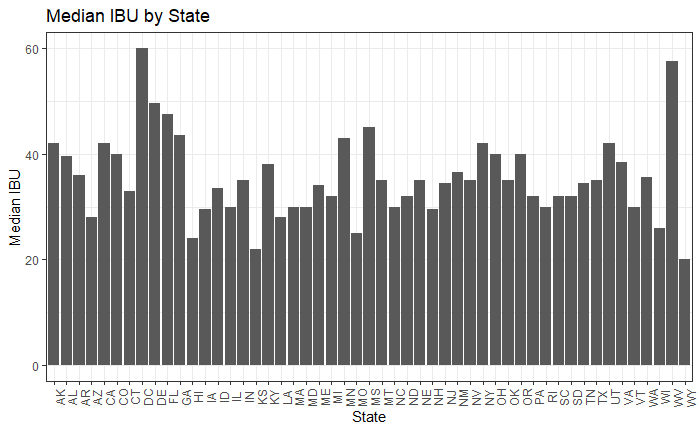 Median IBU by State
60
40
20
0
Median IBU
AK AL AR AZ CA CO CT DC DE FL GA HI IA ID IL IN KS KY LA MA MD ME MI MN MO MS MT NC ND NE NH NJ NM NV NY OH OK OR PA RI SC SD TN TX UT VA VT WA WI WV WY
State